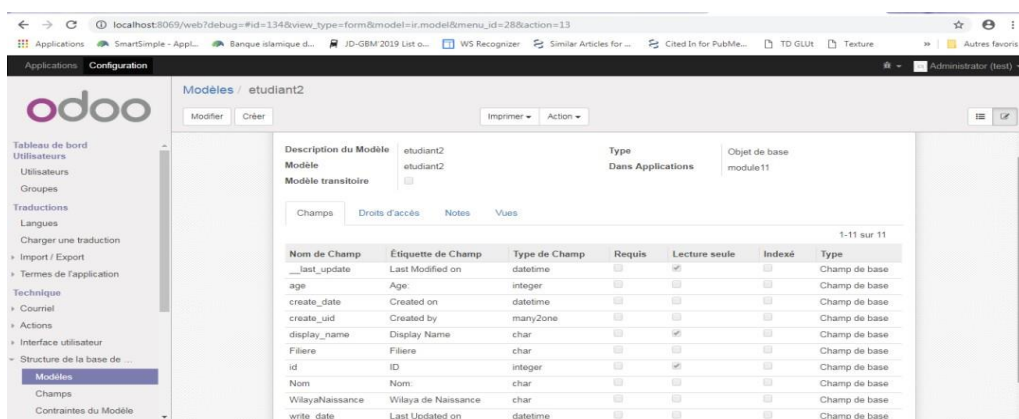 localhost:8069/web?debug=#id=134&view_type=form&model=ir.model&menu_id=28&action=13
Applications SmartSimple - Appl... Banque islamique d... JD-GBM'2019 List o... WS Recognizer Similar Articles for ... Cited In for PubMe... TD GLUt Texture » Autres favoris
Applications Configuration Administrator (test)
odoo
Modèles / etudiant2
Modifier Créer Imprimer Action
Tableau de bord
Utilisateurs
Utilisateurs
Groupes
Traductions
Langues
Charger une traduction
Import / Export
Termes de l'application
Technique
Courriel
Actions
Interface utilisateur
Structure de la base de ...
Modèles
Champs
Contraintes du Modèle
Description du Modèle etudiant2 Type Objet de base
Modèle etudiant2 Dans Applications module11
Modèle transitoire
Champs Droits d'accès Notes Vues
1-11 sur 11
Nom de Champ Étiquette de Champ Type de Champ Requis Lecture seule Indexé Type
__last_update Last Modified on datetime Champ de base
age Age: integer Champ de base
create_date Created on datetime Champ de base
create_uid Created by many2one Champ de base
display_name Display Name char Champ de base
Filiere Filiere char Champ de base
id ID integer Champ de base
Nom Nom: char Champ de base
WilayaNaissance Wilaya de Naissance char Champ de base
write_date Last Updated on datetime Champ de base